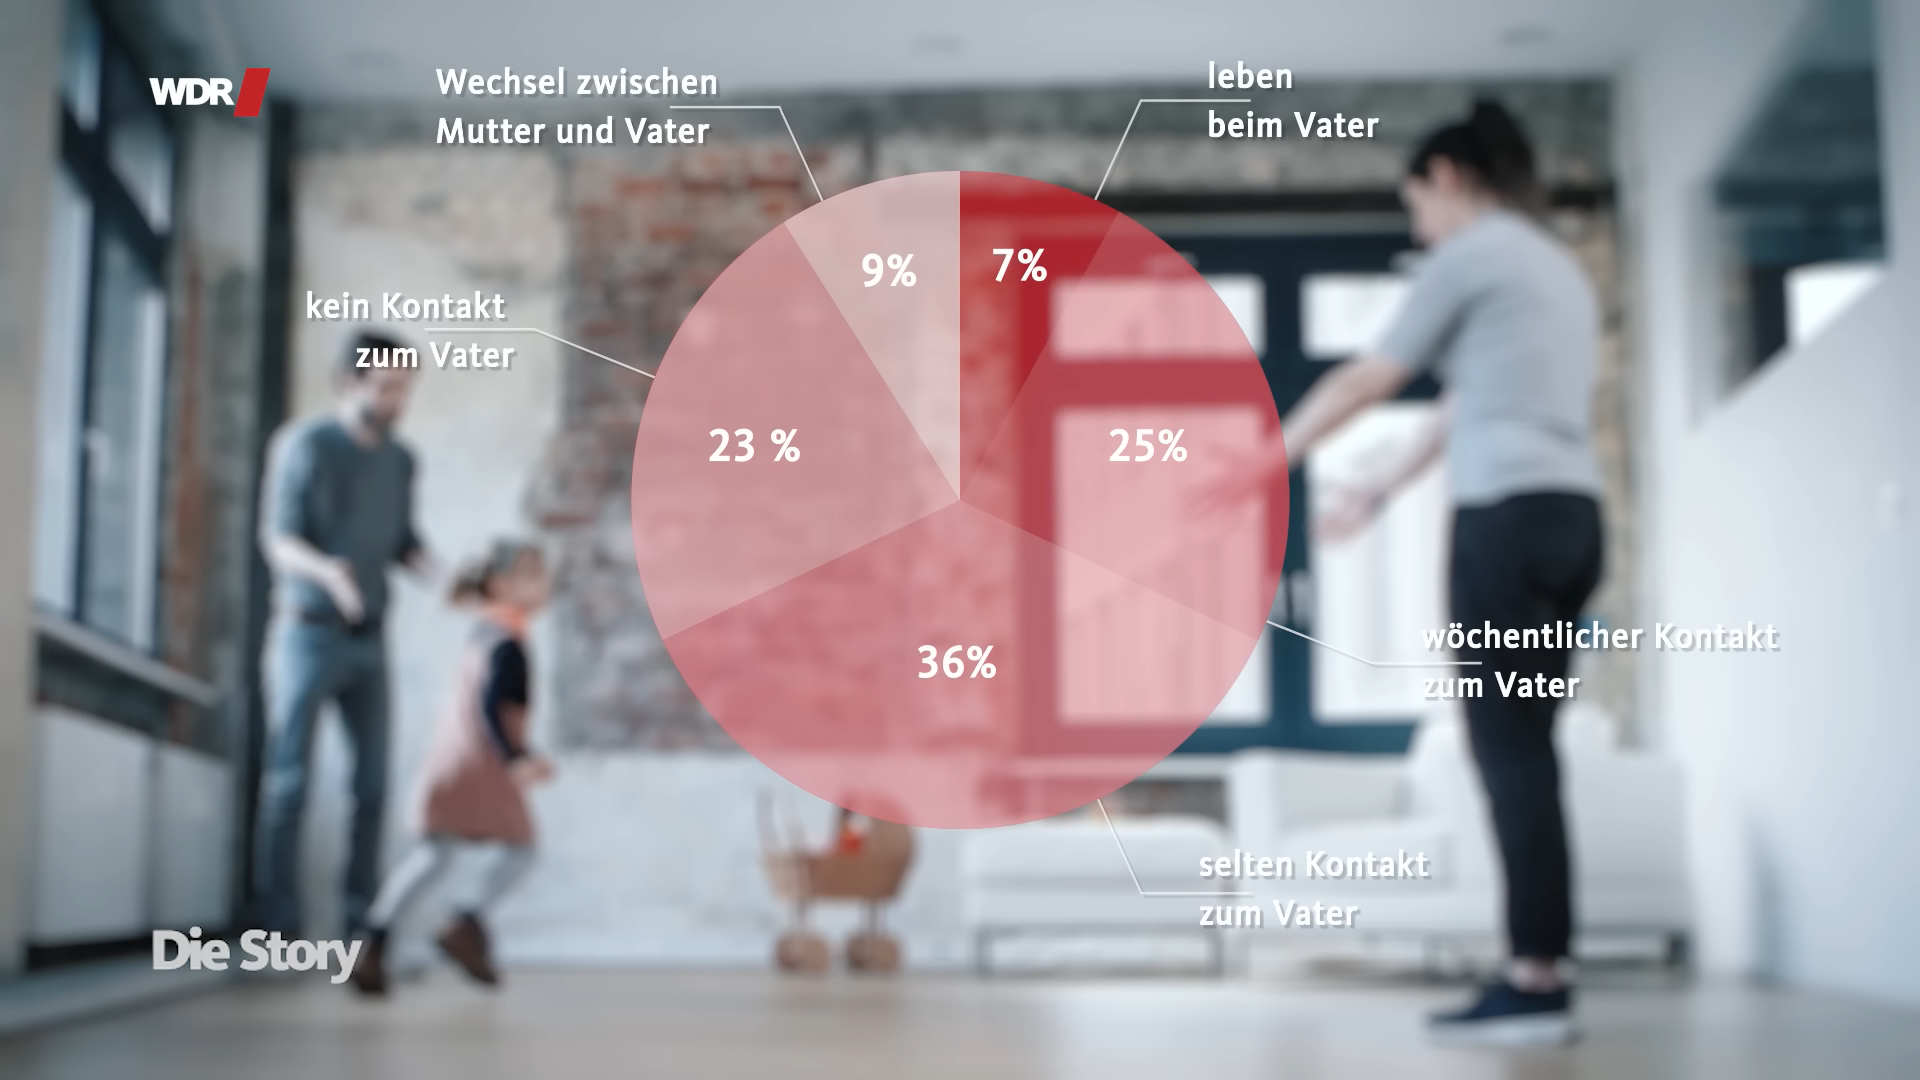 WDR
Wechsel zwischen
Mutter und Vater
leben
beim Vater
9%
7%
kein Kontakt
zum Vater
23 %
25%
wöchentlicher Kontakt
zum Vater
36%
selten Kontakt
zum Vater
Die Story